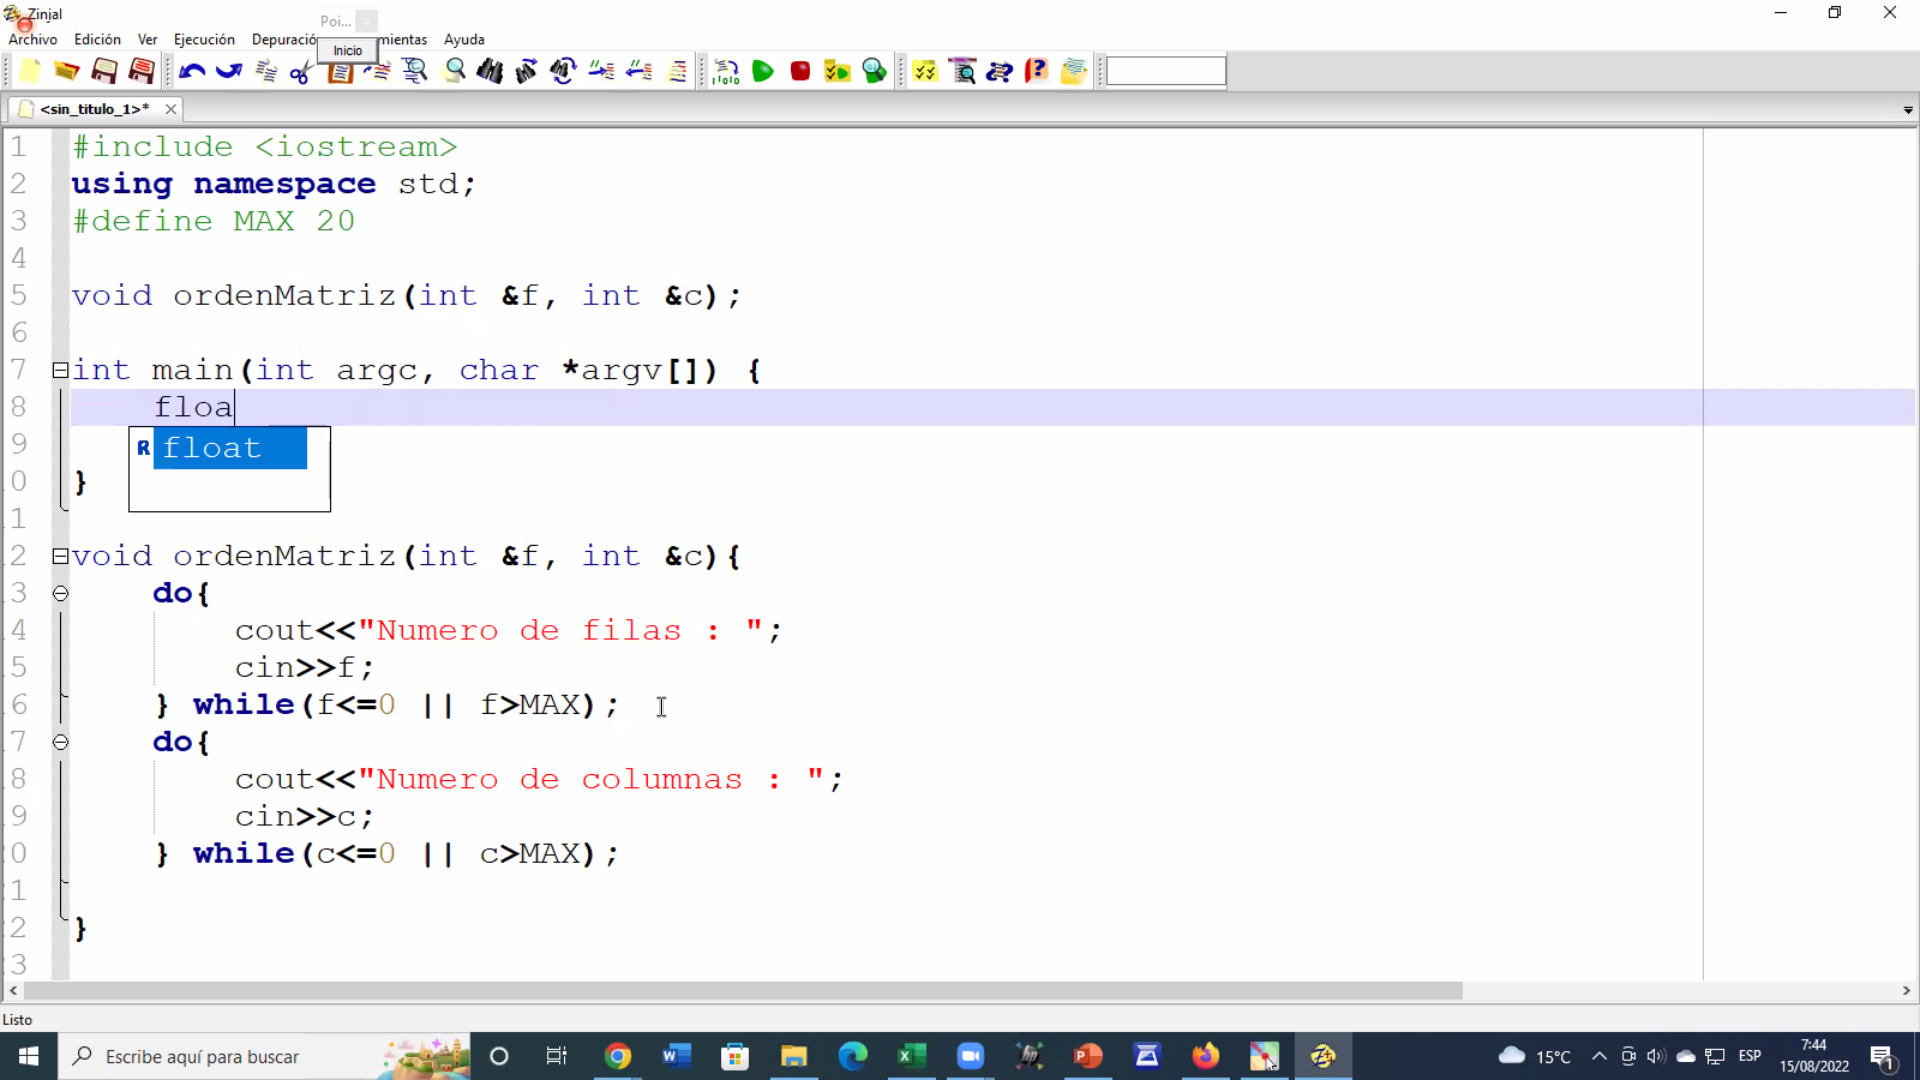 Zinjal
Poi...
Archivo Edición Ver Ejecución Depuració mientas Ayuda
Inicio
<sin_titulo_1>*
1 #include <iostream>
2 using namespace std;
3 #define MAX 20
4
5 void ordenMatriz(int &f, int &c);
6
7 int main(int argc, char *argv[]) {
8 floa
9 R float
0 }
1
2 void ordenMatriz(int &f, int &c){
3 do{
4 cout<<"Numero de filas : ";
5 cin>>f;
6 } while(f<=0 || f>MAX);
7 do{
8 cout<<"Numero de columnas : ";
9 cin>>c;
0 } while(c<=0 || c>MAX);
1
2 }
3
Listo
Escribe aquí para buscar
15°C ESP 7:44
15/08/2022
1